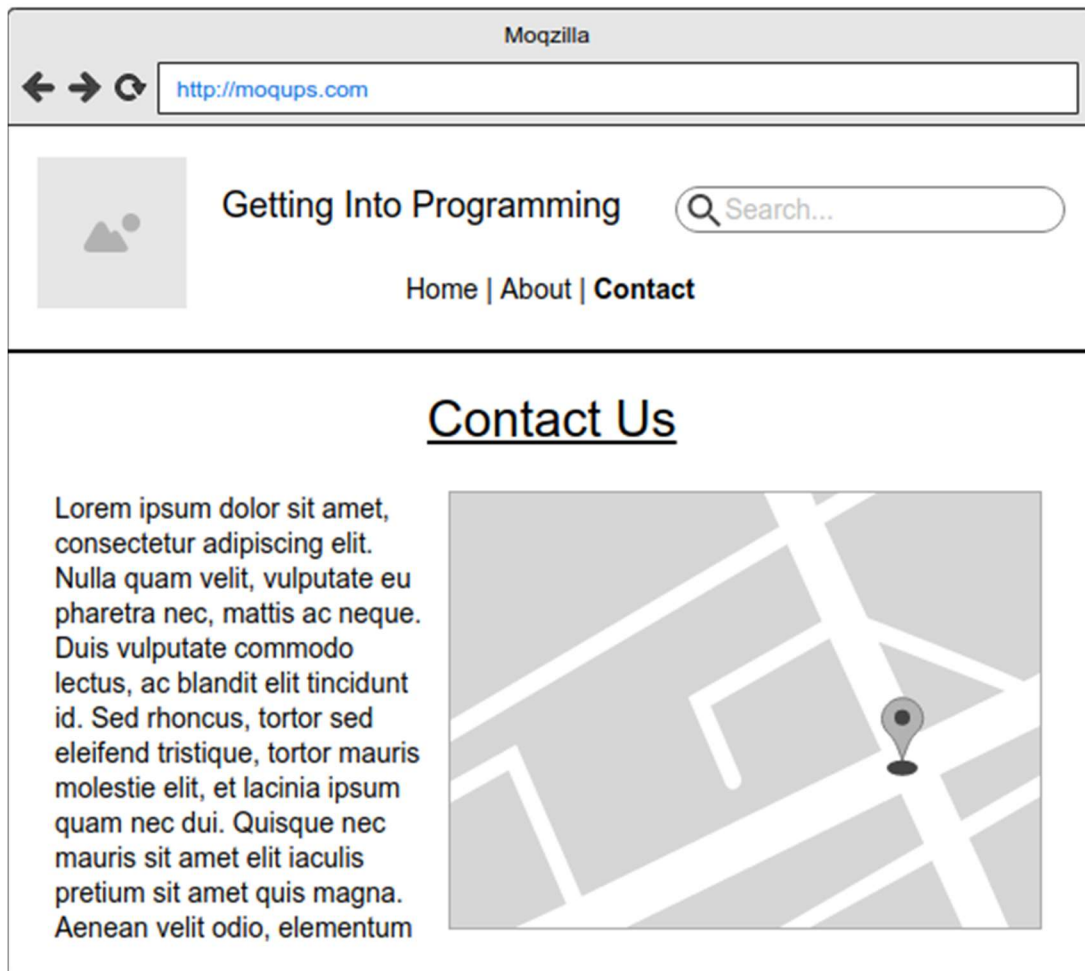 Moqzilla
http://moqups.com
Getting Into Programming
Search...
Home | About | Contact
Contact Us
Lorem ipsum dolor sit amet,
consectetur adipiscing elit.
Nulla quam velit, vulputate eu
pharetra nec, mattis ac neque.
Duis vulputate commodo
lectus, ac blandit elit tincidunt
id. Sed rhoncus, tortor sed
eleifend tristique, tortor mauris
molestie elit, et lacinia ipsum
quam nec dui. Quisque nec
mauris sit amet elit iaculis
pretium sit amet quis magna.
Aenean velit odio, elementum